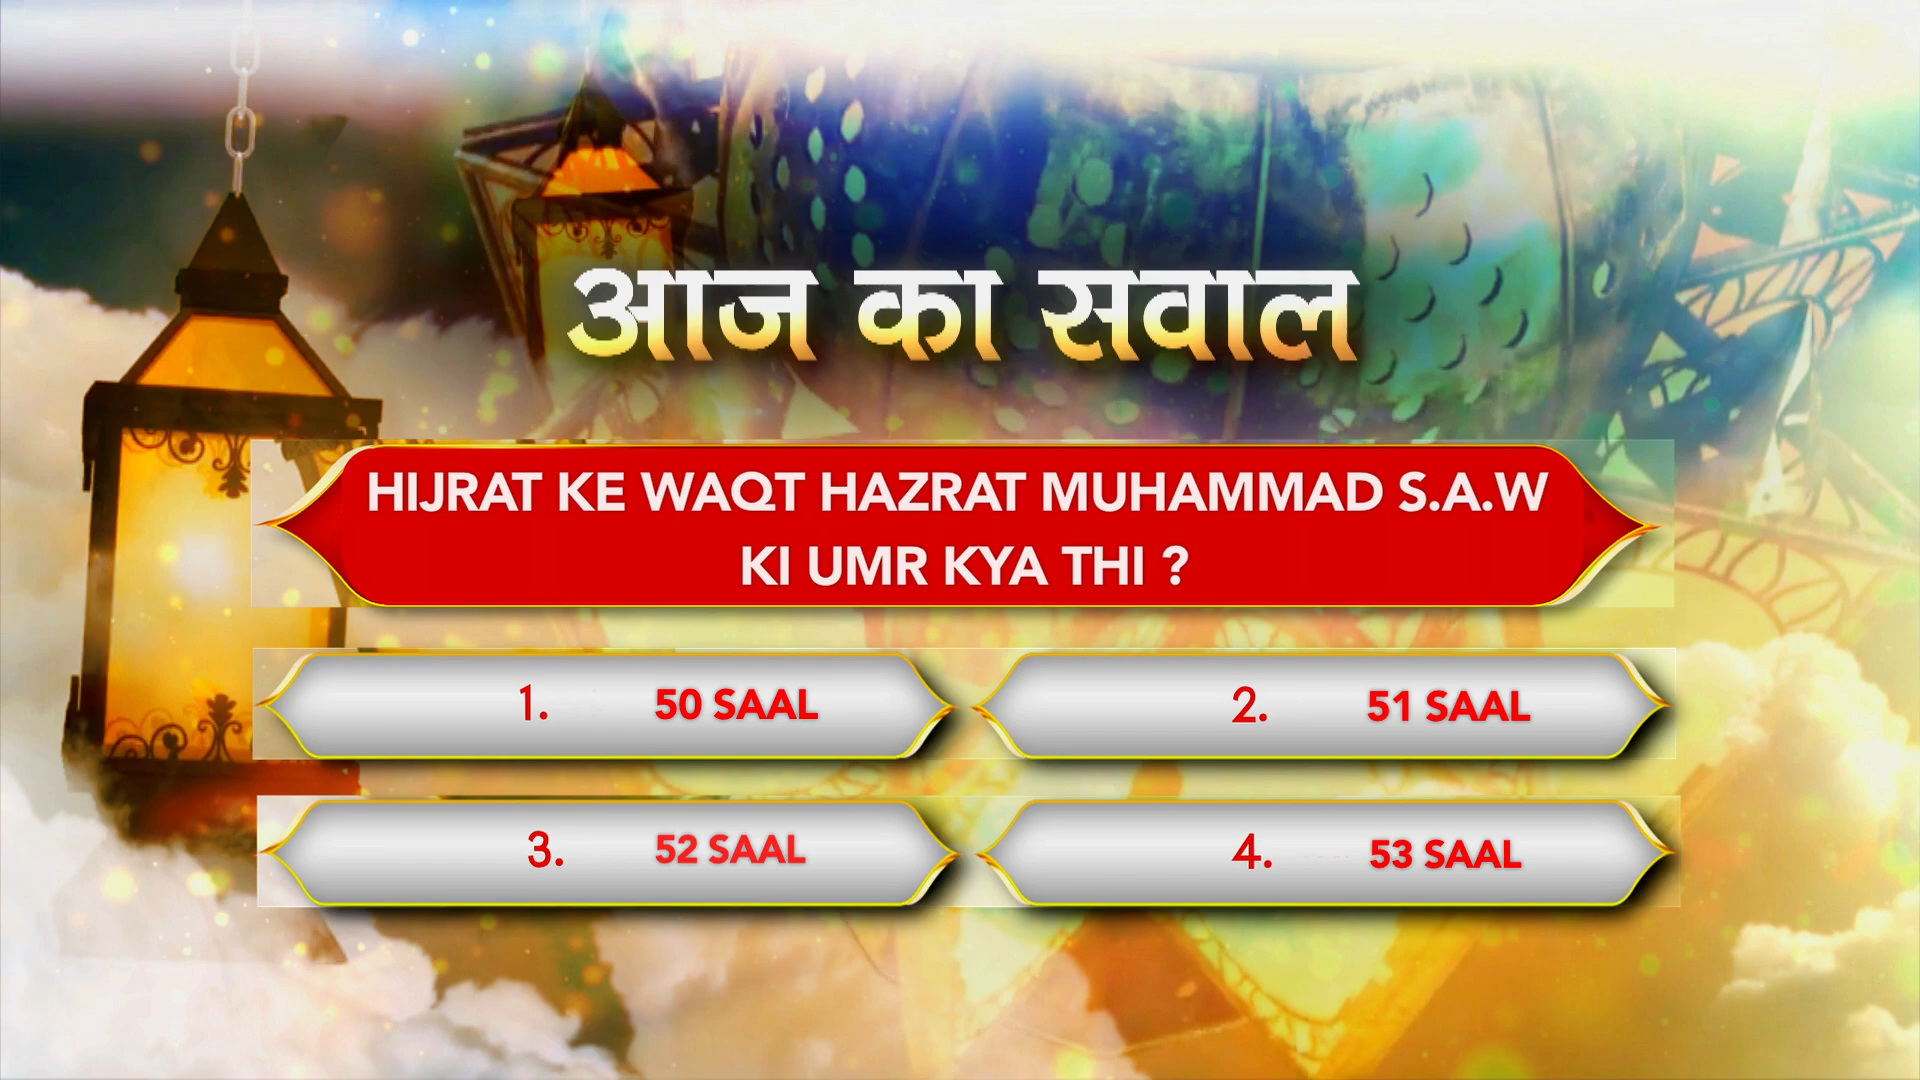 आज का सवाल
HIJRAT KE WAQT HAZRAT MUHAMMAD S.A.W
KI UMR KYA THI ?
1. 50 SAAL
2. 51 SAAL
3. 52 SAAL
4. 53 SAAL